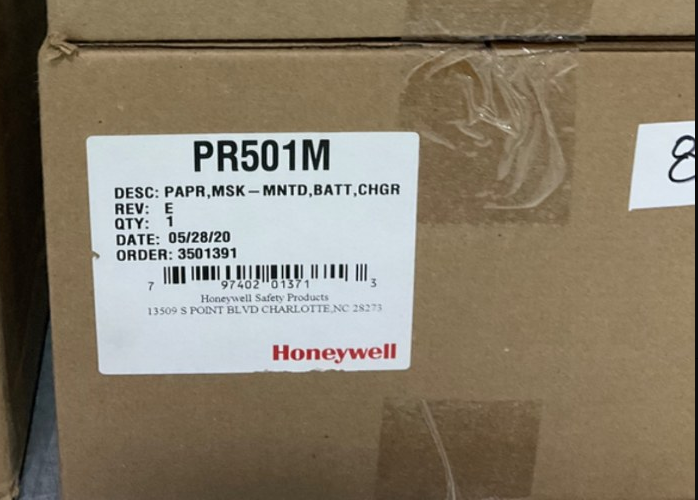 PR501M
DESC: PAPR,MSK – MNTD,BATT,CHGR
REV: E
QTY: 1
DATE: 05/28/20
ORDER: 3501391
7 97402 01371 3
Honeywell Safety Products
13509 S POINT BLVD CHARLOTTE,NC 28273
Honeywell
8